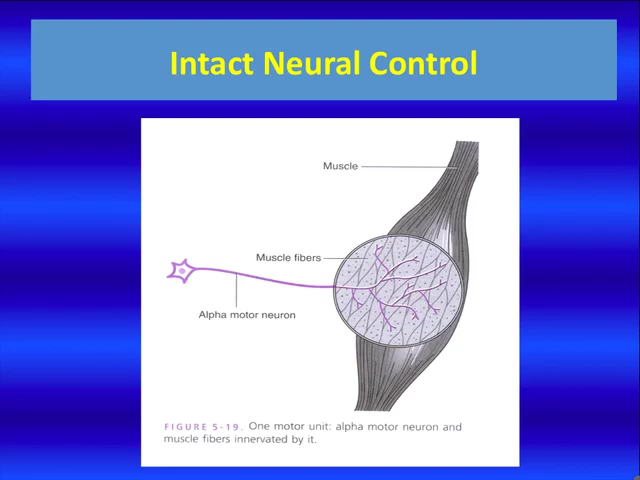 Intact Neural Control
Muscle
Muscle fibers
Alpha motor neuron
FIGURE 5-19. One motor unit: alpha motor neuron and
muscle fibers innervated by it.